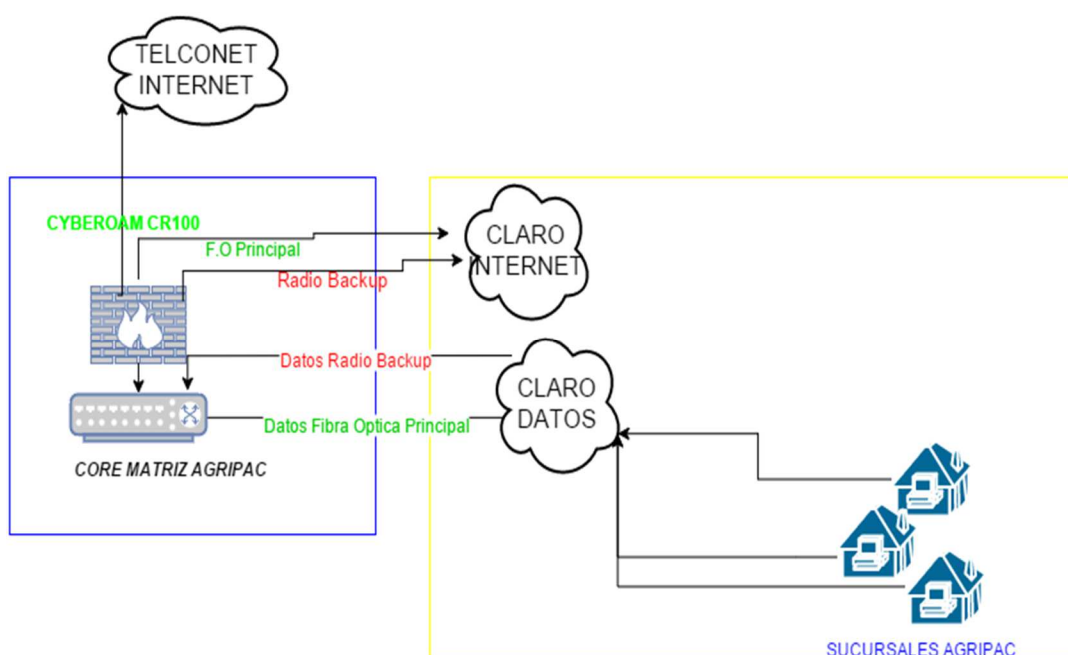 TELCONET
INTERNET
CYBEROAM CR100
F.O Principal
Radio Backup
CLARO
INTERNET
Datos Radio Backup
CLARO
DATOS
Datos Fibra Optica Principal
CORE MATRIZ AGRIPAC
SUCURSALES AGRIPAC